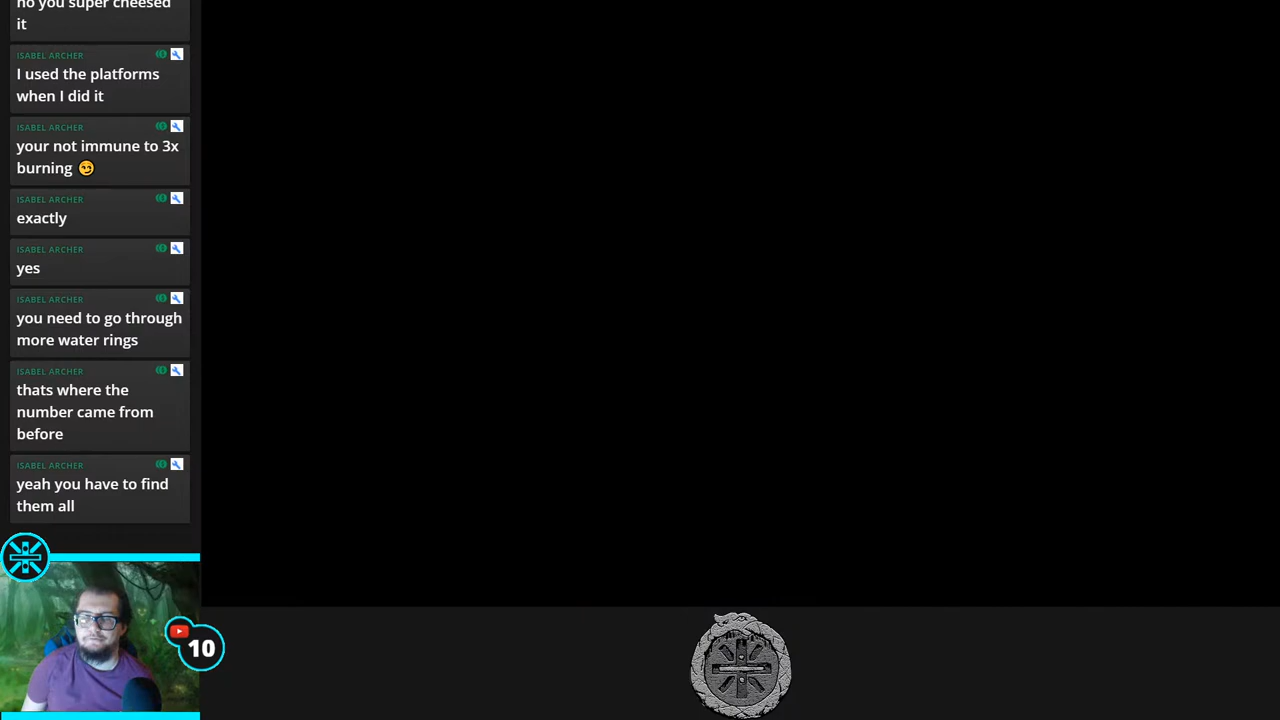 no you super cheesed
it
ISABEL ARCHER
I used the platforms
when I did it
ISABEL ARCHER
your not immune to 3x
burning 😏
ISABEL ARCHER
exactly
ISABEL ARCHER
yes
ISABEL ARCHER
you need to go through
more water rings
ISABEL ARCHER
thats where the
number came from
before
ISABEL ARCHER
yeah you have to find
them all
10